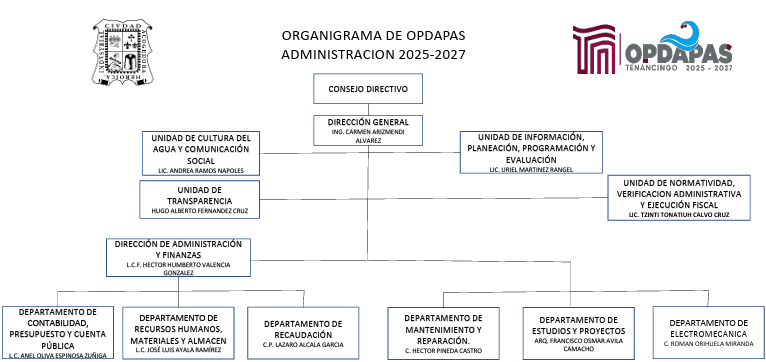 ORGANIGRAMA DE OPDAPAS
ADMINISTRACION 2025-2027
CIVDAD
ACOGEDORA
HEROICA
INDVSTRIAL
OPDAPAS
TENANCINGO 2025 - 2027
CONSEJO DIRECTIVO
DIRECCIÓN GENERAL
ING. CARMEN ARIZMENDI
ALVAREZ
UNIDAD DE CULTURA DEL
AGUA Y COMUNICACIÓN
SOCIAL
LIC. ANDREA RAMOS NAPOLES
UNIDAD DE INFORMACIÓN,
PLANEACIÓN, PROGRAMACIÓN Y
EVALUACIÓN
LIC. URIEL MARTINEZ RANGEL
UNIDAD DE
TRANSPARENCIA
HUGO ALBERTO FERNANDEZ CRUZ
UNIDAD DE NORMATIVIDAD,
VERIFICACION ADMINISTRATIVA
Y EJECUCIÓN FISCAL
LIC. TZINTI TONATIUH CALVO CRUZ
DIRECCIÓN DE ADMINISTRACIÓN
Y FINANZAS
L.C.F. HECTOR HUMBERTO VALENCIA
GONZALEZ
DEPARTAMENTO DE
CONTABILIDAD,
PRESUPUESTO Y CUENTA
PÚBLICA
L.C. ANEL OLIVA ESPINOSA ZUÑIGA
DEPARTAMENTO DE
RECURSOS HUMANOS,
MATERIALES Y ALMACEN
L.C. JOSÉ LUIS AYALA RAMÍREZ
DEPARTAMENTO DE
RECAUDACIÓN
C.P. LAZARO ALCALA GARCIA
DEPARTAMENTO DE
MANTENIMIENTO Y
REPARACIÓN.
C. HECTOR PINEDA CASTRO
DEPARTAMENTO DE
ESTUDIOS Y PROYECTOS
ARQ. FRANCISCO OSMAR AVILA
CAMACHO
DEPARTAMENTO DE
ELECTROMECANICA
C. ROMAN ORIHUELA MIRANDA